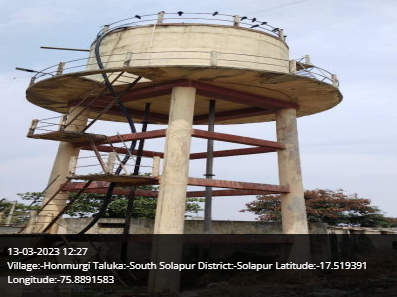 13-03-2023 12:27
Village:-Honmurgi Taluka:-South Solapur District:-Solapur Latitude:-17.519391
Longitude:-75.8891583